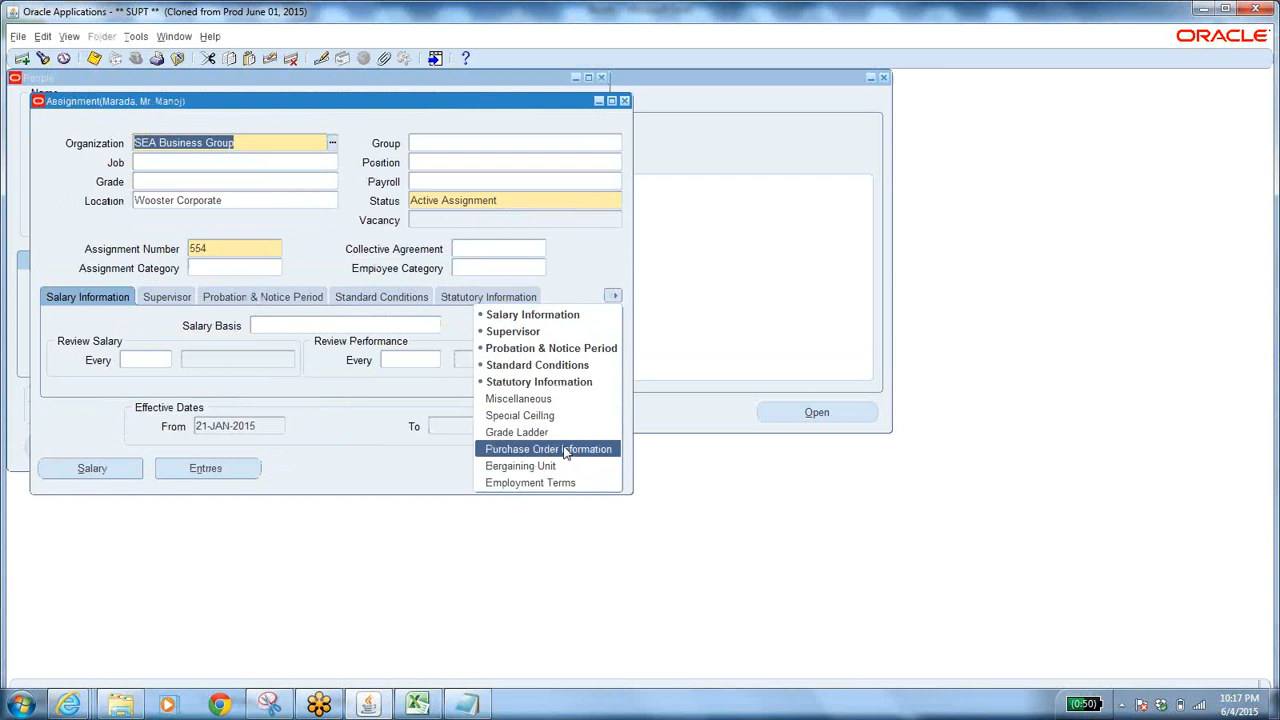 Oracle Applications - ** SUPT ** (Cloned from Prod June 01, 2015)
File Edit View Folder Tools Window Help
ORACLE
People
Name
Assignment(Marada, Mr. Manoj)
Organization SEA Business Group
Group
Job
Position
Grade
Payroll
Location Wooster Corporate
Status Active Assignment
Vacancy
Assignment Number 554
Collective Agreement
Assignment Category
Employee Category
Salary Information Supervisor Probation & Notice Period Standard Conditions Statutory Information
Salary Information
Supervisor
Probation & Notice Period
Standard Conditions
Statutory Information
Miscellaneous
Special Ceiling
Grade Ladder
Purchase Order Information
Bargaining Unit
Employment Terms
Salary Basis
Review Salary
Every
Review Performance
Every
Effective Dates
From 21-JAN-2015
To
Salary
Entries
Open
(0:50)
10:17 PM
6/4/2015